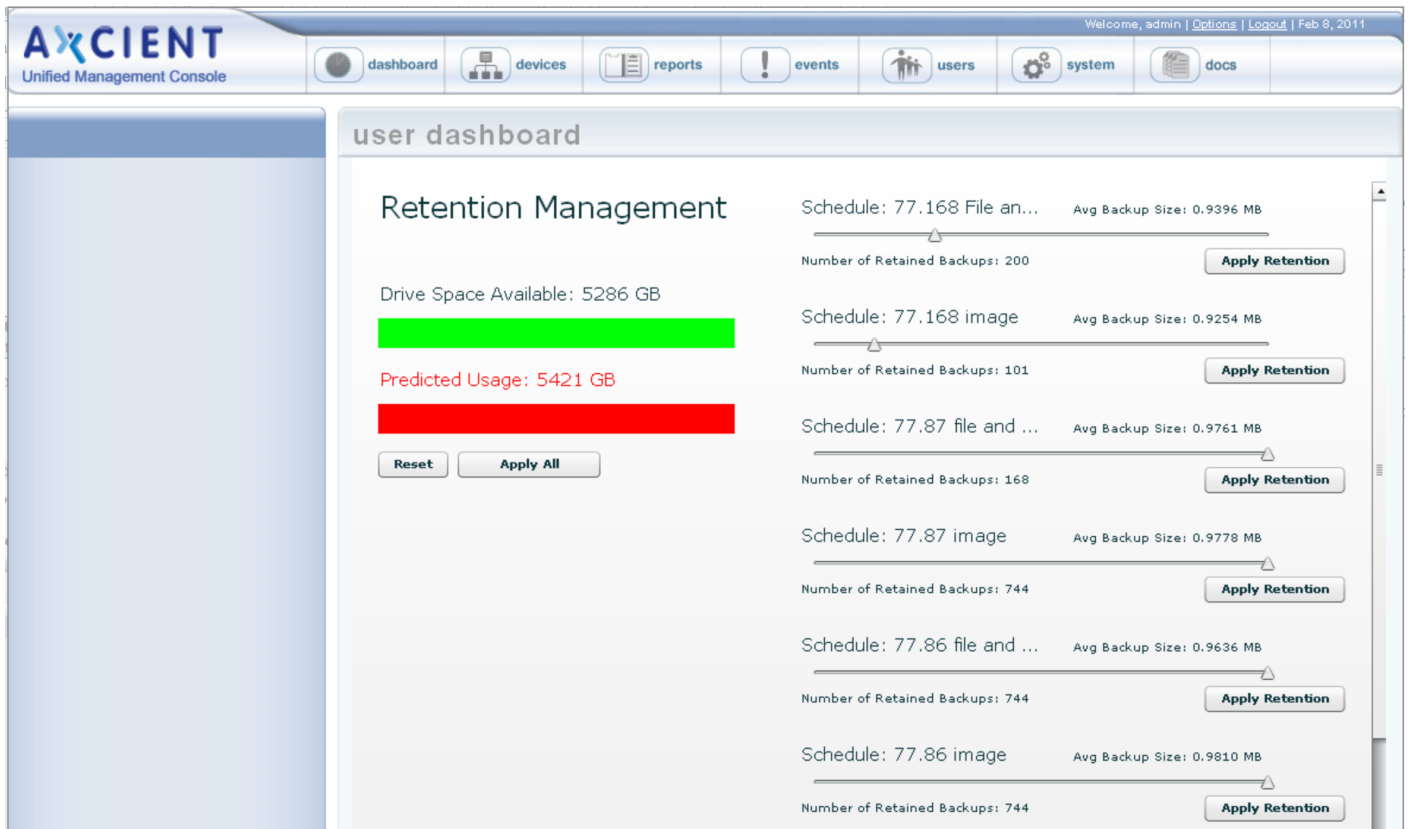 AXCIENT
Unified Management Console
Welcome, admin | Options | Logout | Feb 8, 2011
dashboard devices reports events users system docs
user dashboard
Retention Management
Drive Space Available: 5286 GB
Predicted Usage: 5421 GB
Reset Apply All
Schedule: 77.168 File an... Avg Backup Size: 0.9396 MB
Number of Retained Backups: 200 Apply Retention
Schedule: 77.168 image Avg Backup Size: 0.9254 MB
Number of Retained Backups: 101 Apply Retention
Schedule: 77.87 file and ... Avg Backup Size: 0.9761 MB
Number of Retained Backups: 168 Apply Retention
Schedule: 77.87 image Avg Backup Size: 0.9778 MB
Number of Retained Backups: 744 Apply Retention
Schedule: 77.86 file and ... Avg Backup Size: 0.9636 MB
Number of Retained Backups: 744 Apply Retention
Schedule: 77.86 image Avg Backup Size: 0.9810 MB
Number of Retained Backups: 744 Apply Retention